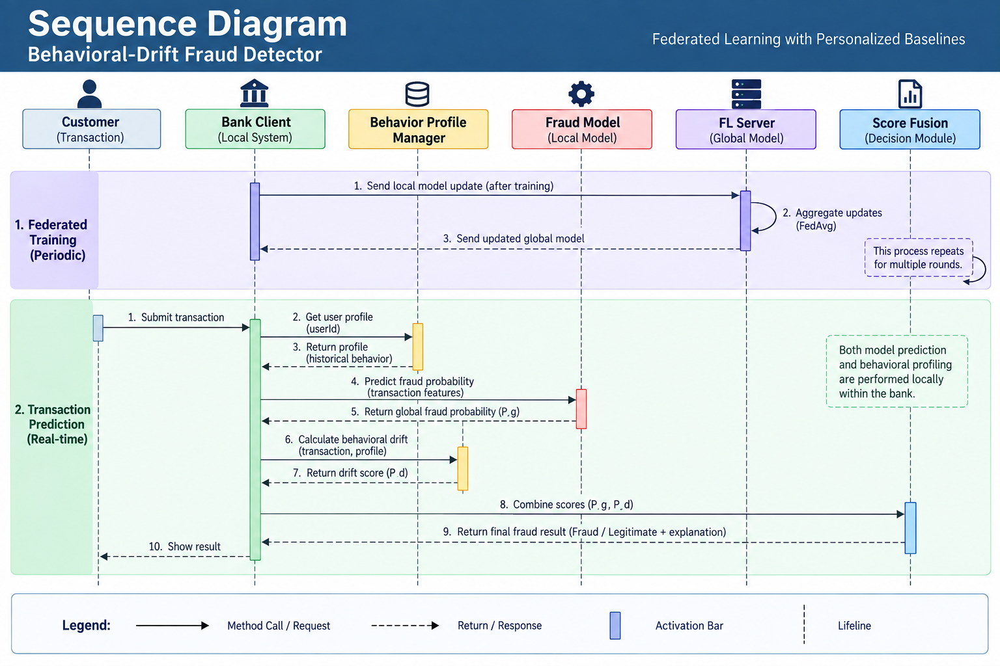 Sequence Diagram
Behavioral-Drift Fraud Detector
Federated Learning with Personalized Baselines
Customer
(Transaction)
Bank Client
(Local System)
Behavior Profile
Manager
Fraud Model
(Local Model)
FL Server
(Global Model)
Score Fusion
(Decision Module)
1. Federated
Training
(Periodic)
1. Send local model update (after training)
2. Aggregate updates
(FedAvg)
3. Send updated global model
This process repeats
for multiple rounds.
2. Transaction
Prediction
(Real-time)
1. Submit transaction
2. Get user profile
(userId)
3. Return profile
(historical behavior)
4. Predict fraud probability
(transaction features)
5. Return global fraud probability (P_g)
6. Calculate behavioral drift
(transaction, profile)
7. Return drift score (P_d)
8. Combine scores (P_g, P_d)
9. Return final fraud result (Fraud / Legitimate + explanation)
10. Show result
Both model prediction
and behavioral profiling
are performed locally
within the bank.
Legend:
Method Call / Request
Return / Response
Activation Bar
Lifeline